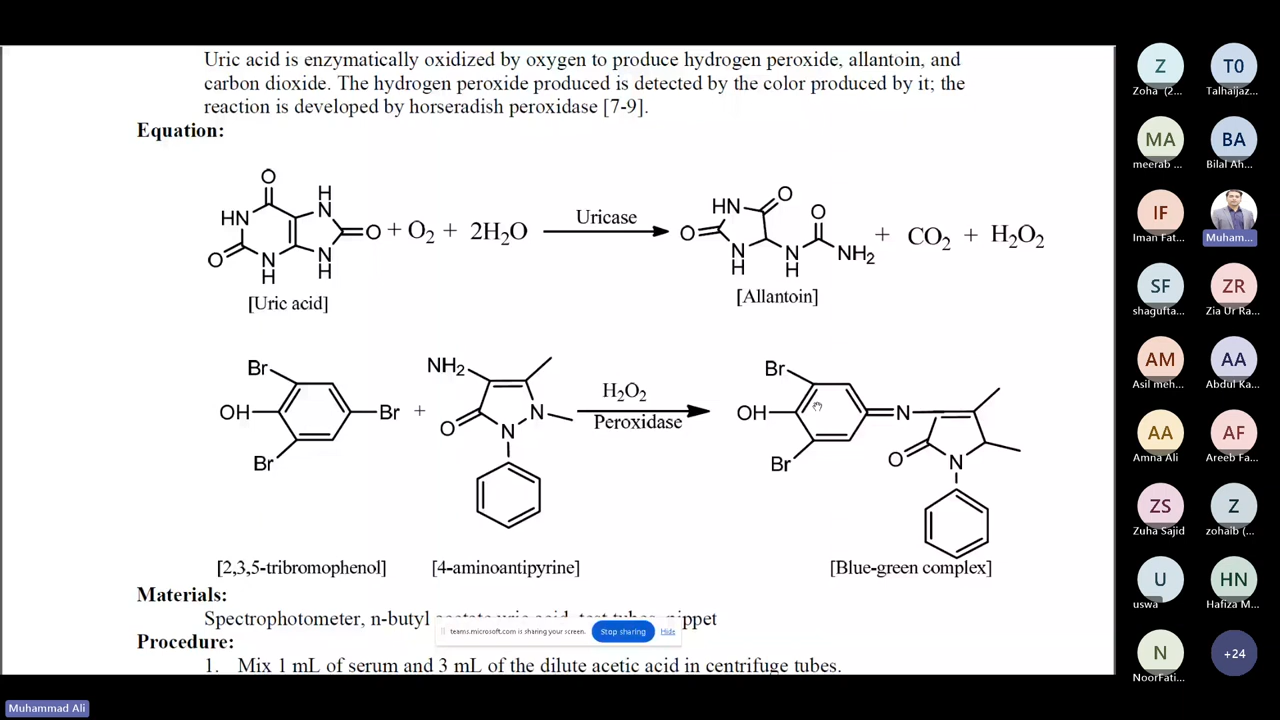 Uric acid is enzymatically oxidized by oxygen to produce hydrogen peroxide, allantoin, and
carbon dioxide. The hydrogen peroxide produced is detected by the color produced by it; the
reaction is developed by horseradish peroxidase [7-9].
Equation:
O
HN
H
N
O
O
N
H
N
H
+ O2 + 2H2O
Uricase
HN
O
O
N
H
N
H
O
NH2
+ CO2 + H2O2
[Uric acid]
[Allantoin]
Br
OH
Br
Br
+
NH2
O
N
N
H2O2
Peroxidase
Br
OH
Br
N
O
N
[2,3,5-tribromophenol]
[4-aminoantipyrine]
[Blue-green complex]
Materials:
Spectrophotometer, n-butyl
Procedure:
1. Mix 1 mL of serum and 3 mL of the dilute acetic acid in centrifuge tubes.
teams.microsoft.com is sharing your screen.
Stop sharing
Hide
Z
Zoha (2...
T0
Talhaijaz...
MA
meerab ...
BA
Bilal Ah...
IF
Iman Fat...
Muham...
SF
shagufta...
ZR
Zia Ur Ra...
AM
Asil meh...
AA
Abdul Ka...
AA
Amna Ali
AF
Areeb Fa...
ZS
Zuha Sajid
Z
zohaib (...
U
uswa
HN
Hafiza M...
N
NoorFati...
+24
Muhammad Ali